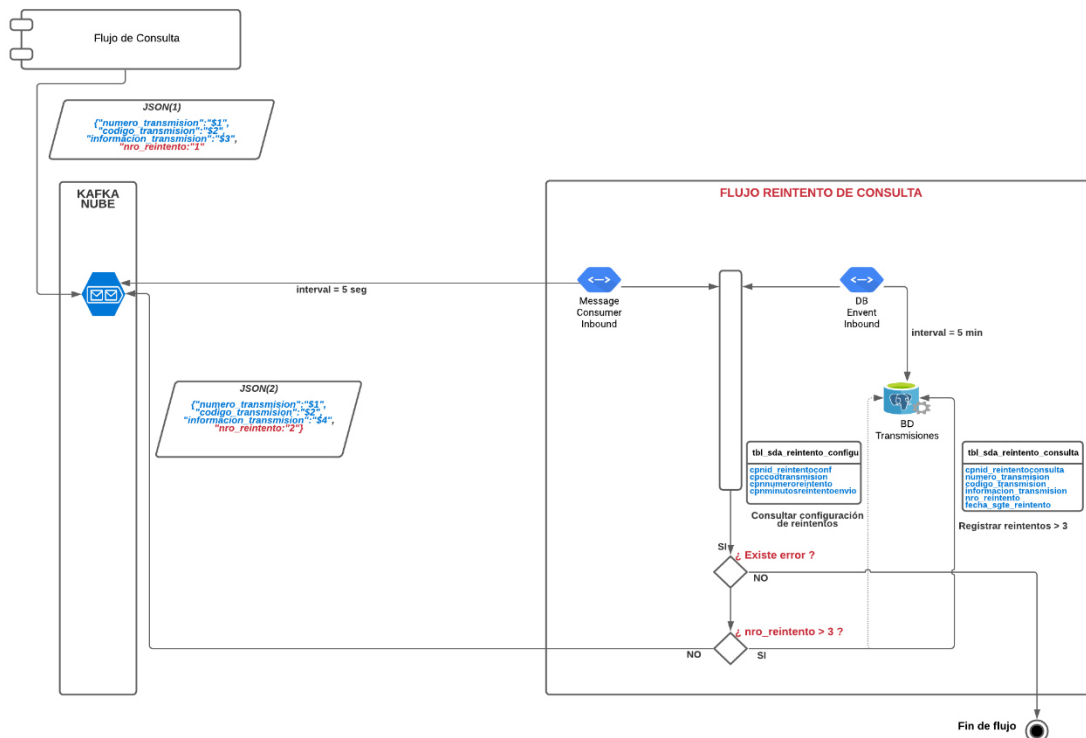 Flujo de Consulta
JSON(1)
{"numero_transmision":"$1",
"codigo_transmision":"$2",
"informacion_transmision":"$3",
"nro_reintento:"1"
KAFKA
NUBE
FLUJO REINTENTO DE CONSULTA
interval = 5 seg
Message
Consumer
Inbound
DB
Envent
Inbound
interval = 5 min
JSON(2)
{"numero_transmision":"$1",
"codigo_transmision":"$2",
"informacion_transmision":"$4",
"nro_reintento:"2"}
BD
Transmisiones
tbl_sda_reintento_configu
cpnid_reintentoconf
cpccodtransmision
cpnnumeroreintento
cpnminutosreintentoenvio
Consultar configuración
de reintentos
tbl_sda_reintento_consulta
cpnid_reintentoconsulta
numero_transmision
codigo_transmision
informacion_transmision
nro_reintento
fecha_sgte_reintento
Registrar reintentos > 3
SI
¿ Existe error ?
NO
¿ nro_reintento > 3 ?
NO
SI
Fin de flujo